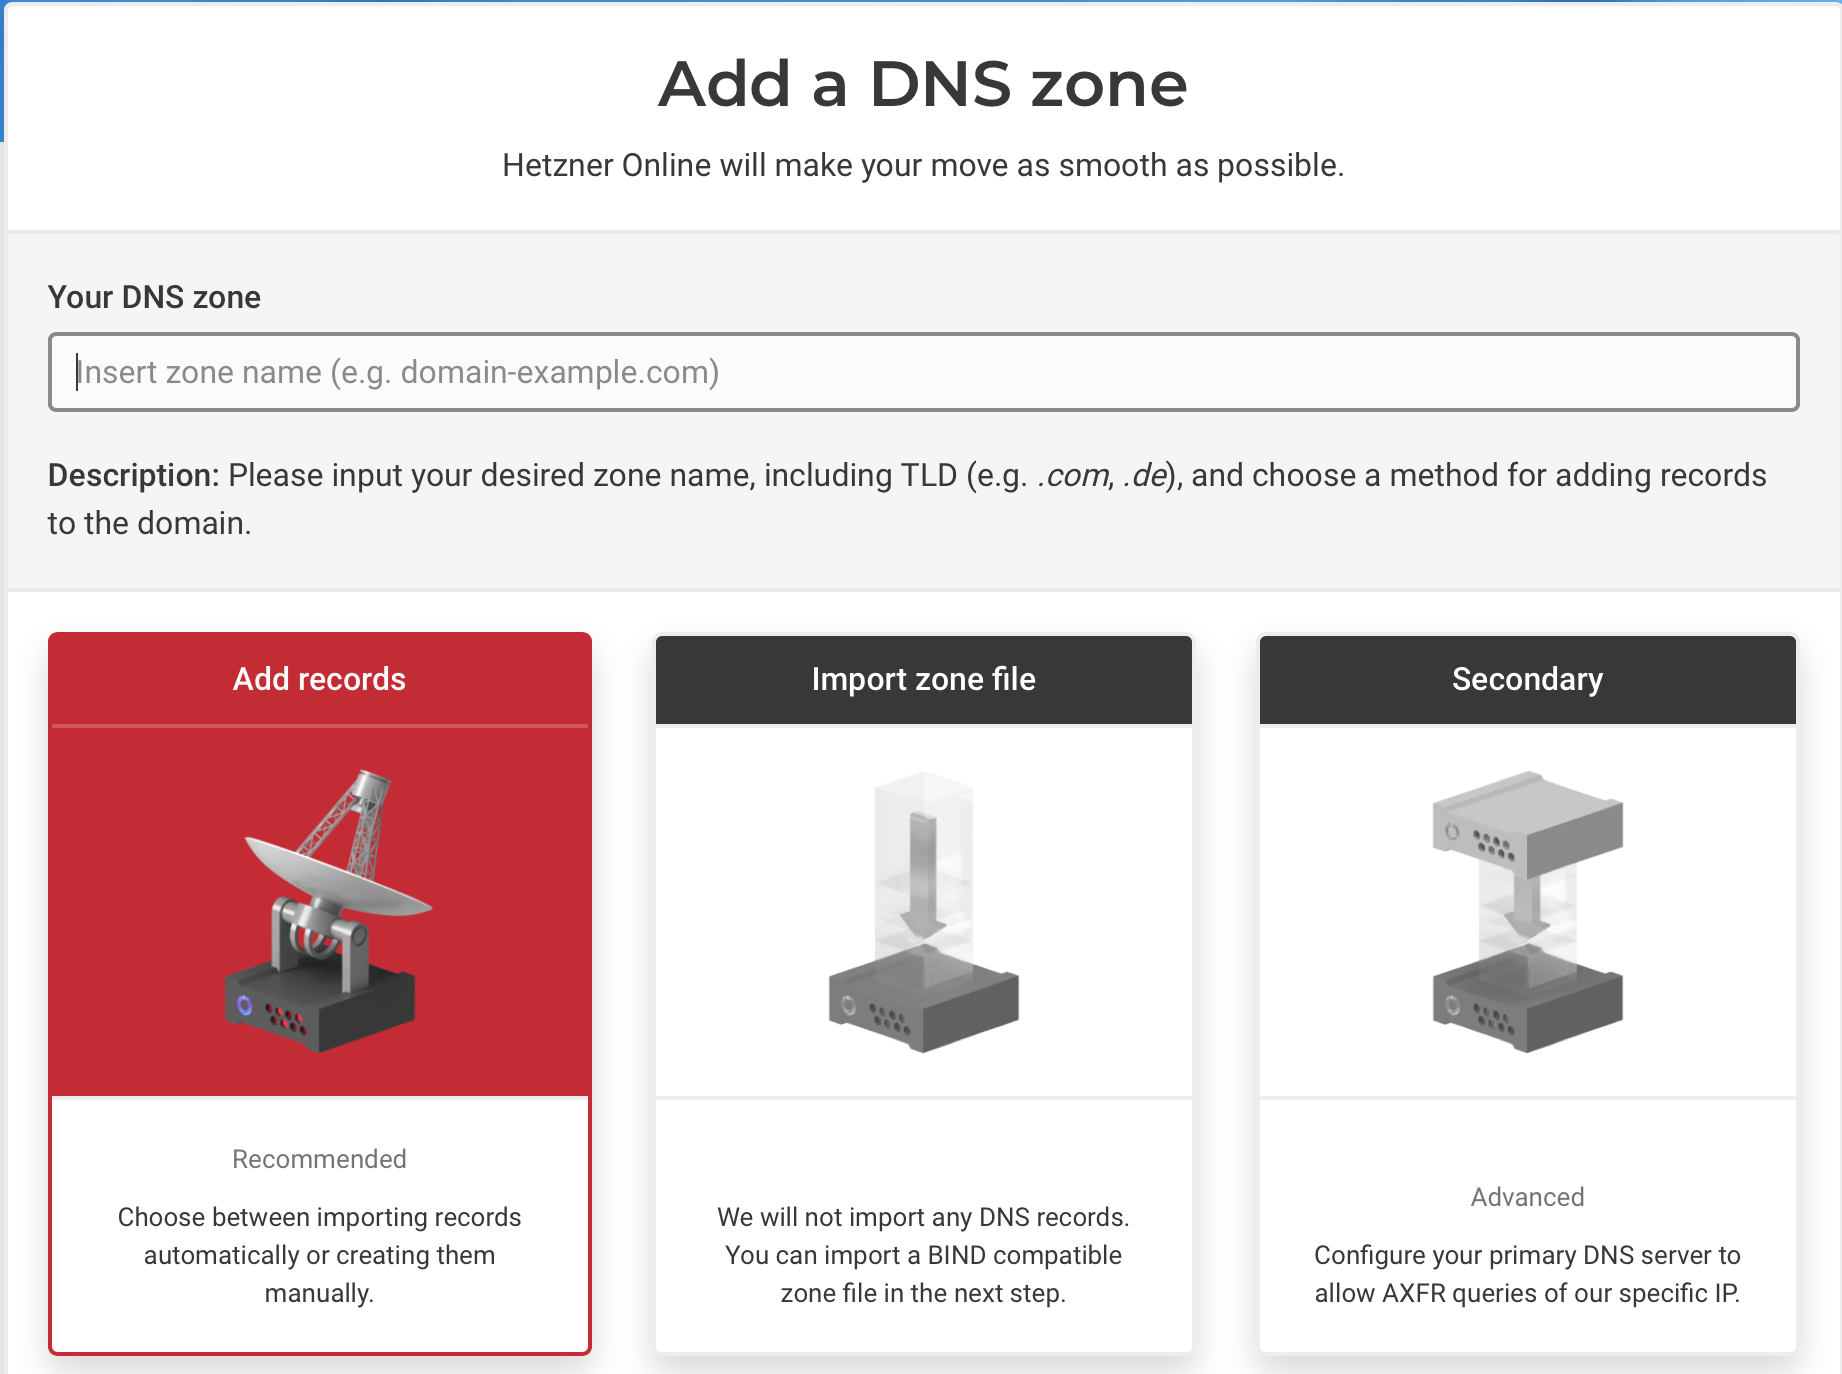 Add a DNS zone
Hetzner Online will make your move as smooth as possible.
Your DNS zone
Insert zone name (e.g. domain-example.com)
Description: Please input your desired zone name, including TLD (e.g. .com, .de), and choose a method for adding records
to the domain.
Add records
Recommended
Choose between importing records
automatically or creating them
manually.
Import zone file
We will not import any DNS records.
You can import a BIND compatible
zone file in the next step.
Secondary
Advanced
Configure your primary DNS server to
allow AXFR queries of our specific IP.